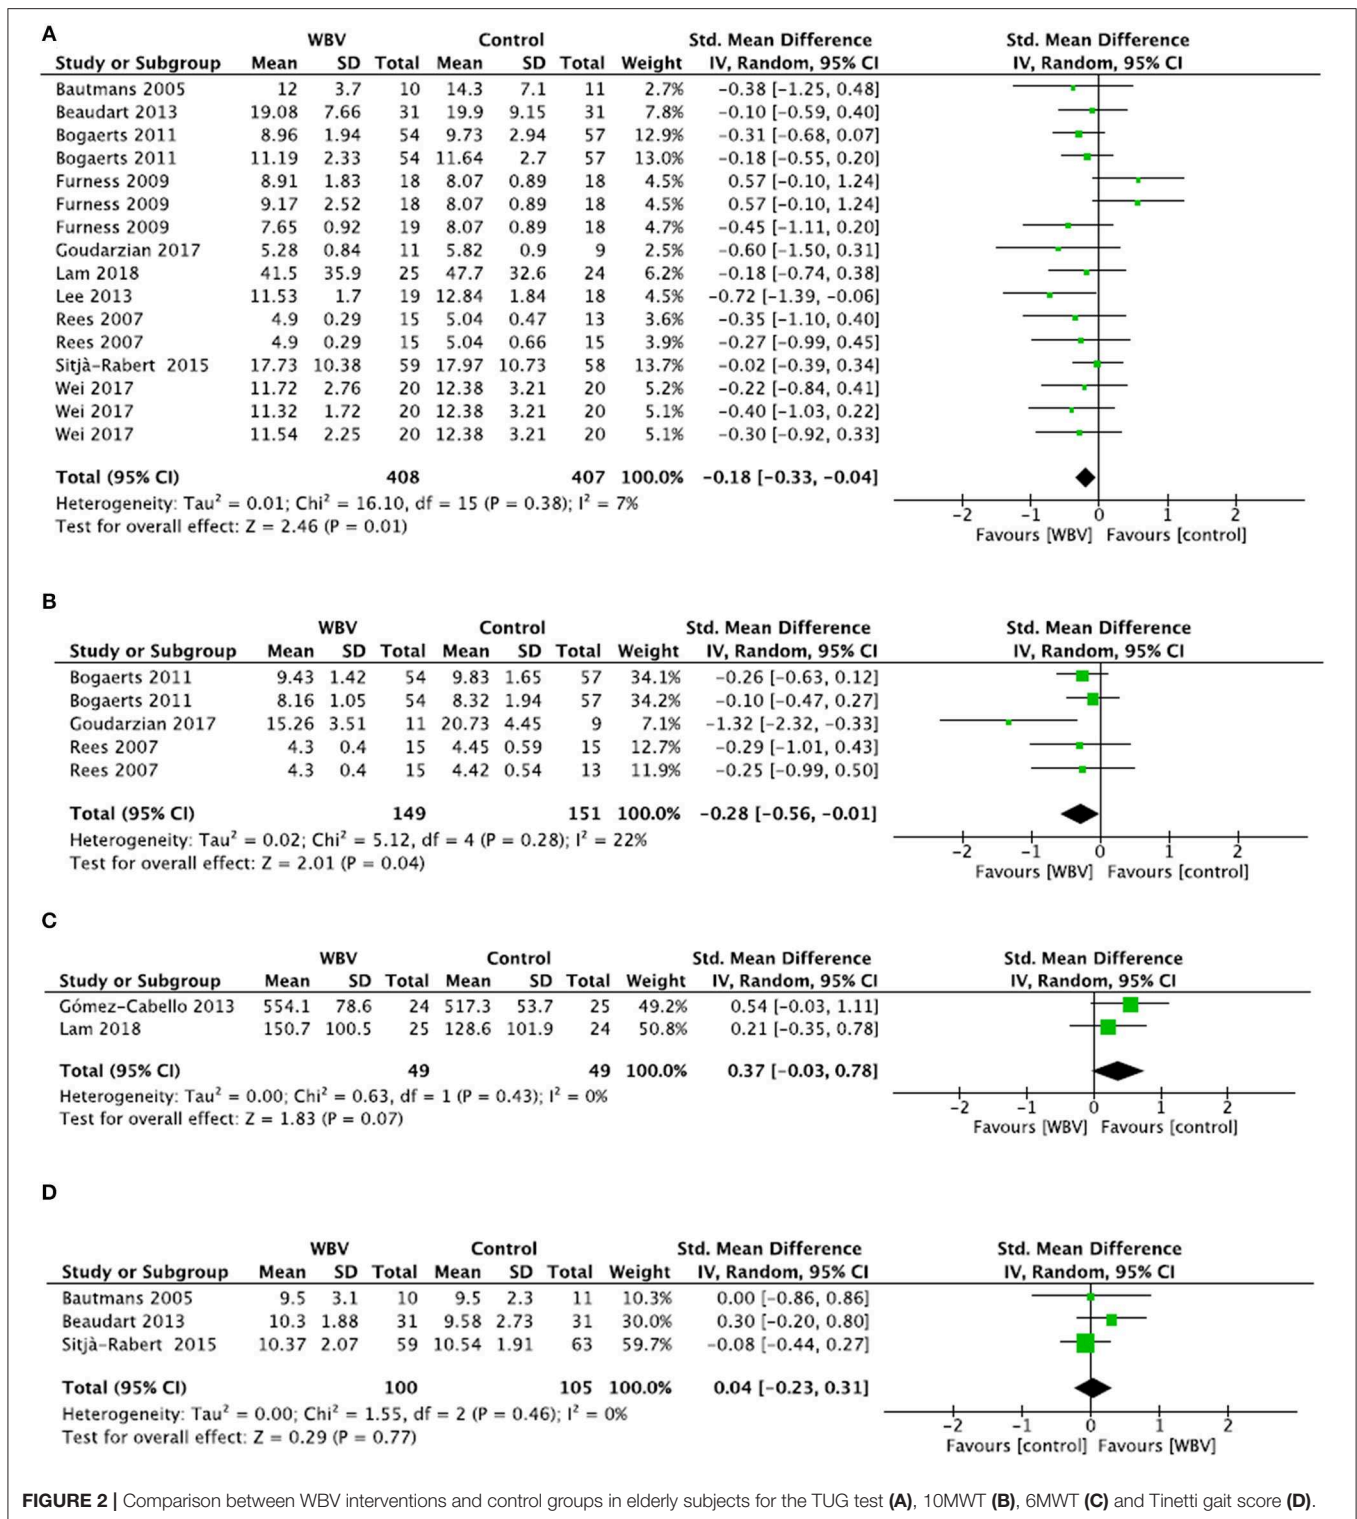 A
WBV Control Std. Mean Difference Std. Mean Difference
Study or Subgroup Mean SD Total Mean SD Total Weight IV, Random, 95% CI IV, Random, 95% CI
Bautmans 2005 12 3.7 10 14.3 7.1 11 2.7% −0.38 [−1.25, 0.48]
Beaudart 2013 19.08 7.66 31 19.9 9.15 31 7.8% −0.10 [−0.59, 0.40]
Bogaerts 2011 8.96 1.94 54 9.73 2.94 57 12.9% −0.31 [−0.68, 0.07]
Bogaerts 2011 11.19 2.33 54 11.64 2.7 57 13.0% −0.18 [−0.55, 0.20]
Furness 2009 8.91 1.83 18 8.07 0.89 18 4.5% 0.57 [−0.10, 1.24]
Furness 2009 9.17 2.52 18 8.07 0.89 18 4.5% 0.57 [−0.10, 1.24]
Furness 2009 7.65 0.92 19 8.07 0.89 18 4.7% −0.45 [−1.11, 0.20]
Goudarzian 2017 5.28 0.84 11 5.82 0.9 9 2.5% −0.60 [−1.50, 0.31]
Lam 2018 41.5 35.9 25 47.7 32.6 24 6.2% −0.18 [−0.74, 0.38]
Lee 2013 11.53 1.7 19 12.84 1.84 18 4.5% −0.72 [−1.39, −0.06]
Rees 2007 4.9 0.29 15 5.04 0.47 13 3.6% −0.35 [−1.10, 0.40]
Rees 2007 4.9 0.29 15 5.04 0.66 15 3.9% −0.27 [−0.99, 0.45]
Sitjà-Rabert 2015 17.73 10.38 59 17.97 10.73 58 13.7% −0.02 [−0.39, 0.34]
Wei 2017 11.72 2.76 20 12.38 3.21 20 5.2% −0.22 [−0.84, 0.41]
Wei 2017 11.32 1.72 20 12.38 3.21 20 5.1% −0.40 [−1.03, 0.22]
Wei 2017 11.54 2.25 20 12.38 3.21 20 5.1% −0.30 [−0.92, 0.33]
Total (95% CI) 408 407 100.0% −0.18 [−0.33, −0.04]
Heterogeneity: Tau² = 0.01; Chi² = 16.10, df = 15 (P = 0.38); I² = 7%
Test for overall effect: Z = 2.46 (P = 0.01)
−2 −1 0 1 2
Favours [WBV] Favours [control]
B
WBV Control Std. Mean Difference Std. Mean Difference
Study or Subgroup Mean SD Total Mean SD Total Weight IV, Random, 95% CI IV, Random, 95% CI
Bogaerts 2011 9.43 1.42 54 9.83 1.65 57 34.1% −0.26 [−0.63, 0.12]
Bogaerts 2011 8.16 1.05 54 8.32 1.94 57 34.2% −0.10 [−0.47, 0.27]
Goudarzian 2017 15.26 3.51 11 20.73 4.45 9 7.1% −1.32 [−2.32, −0.33]
Rees 2007 4.3 0.4 15 4.45 0.59 15 12.7% −0.29 [−1.01, 0.43]
Rees 2007 4.3 0.4 15 4.42 0.54 13 11.9% −0.25 [−0.99, 0.50]
Total (95% CI) 149 151 100.0% −0.28 [−0.56, −0.01]
Heterogeneity: Tau² = 0.02; Chi² = 5.12, df = 4 (P = 0.28); I² = 22%
Test for overall effect: Z = 2.01 (P = 0.04)
−2 −1 0 1 2
Favours [WBV] Favours [control]
C
WBV Control Std. Mean Difference Std. Mean Difference
Study or Subgroup Mean SD Total Mean SD Total Weight IV, Random, 95% CI IV, Random, 95% CI
Gómez-Cabello 2013 554.1 78.6 24 517.3 53.7 25 49.2% 0.54 [−0.03, 1.11]
Lam 2018 150.7 100.5 25 128.6 101.9 24 50.8% 0.21 [−0.35, 0.78]
Total (95% CI) 49 49 100.0% 0.37 [−0.03, 0.78]
Heterogeneity: Tau² = 0.00; Chi² = 0.63, df = 1 (P = 0.43); I² = 0%
Test for overall effect: Z = 1.83 (P = 0.07)
−2 −1 0 1 2
Favours [WBV] Favours [control]
D
WBV Control Std. Mean Difference Std. Mean Difference
Study or Subgroup Mean SD Total Mean SD Total Weight IV, Random, 95% CI IV, Random, 95% CI
Bautmans 2005 9.5 3.1 10 9.5 2.3 11 10.3% 0.00 [−0.86, 0.86]
Beaudart 2013 10.3 1.88 31 9.58 2.73 31 30.0% 0.30 [−0.20, 0.80]
Sitjà-Rabert 2015 10.37 2.07 59 10.54 1.91 63 59.7% −0.08 [−0.44, 0.27]
Total (95% CI) 100 105 100.0% 0.04 [−0.23, 0.31]
Heterogeneity: Tau² = 0.00; Chi² = 1.55, df = 2 (P = 0.46); I² = 0%
Test for overall effect: Z = 0.29 (P = 0.77)
−2 −1 0 1 2
Favours [control] Favours [WBV]
FIGURE 2 | Comparison between WBV interventions and control groups in elderly subjects for the TUG test (A), 10MWT (B), 6MWT (C) and Tinetti gait score (D).